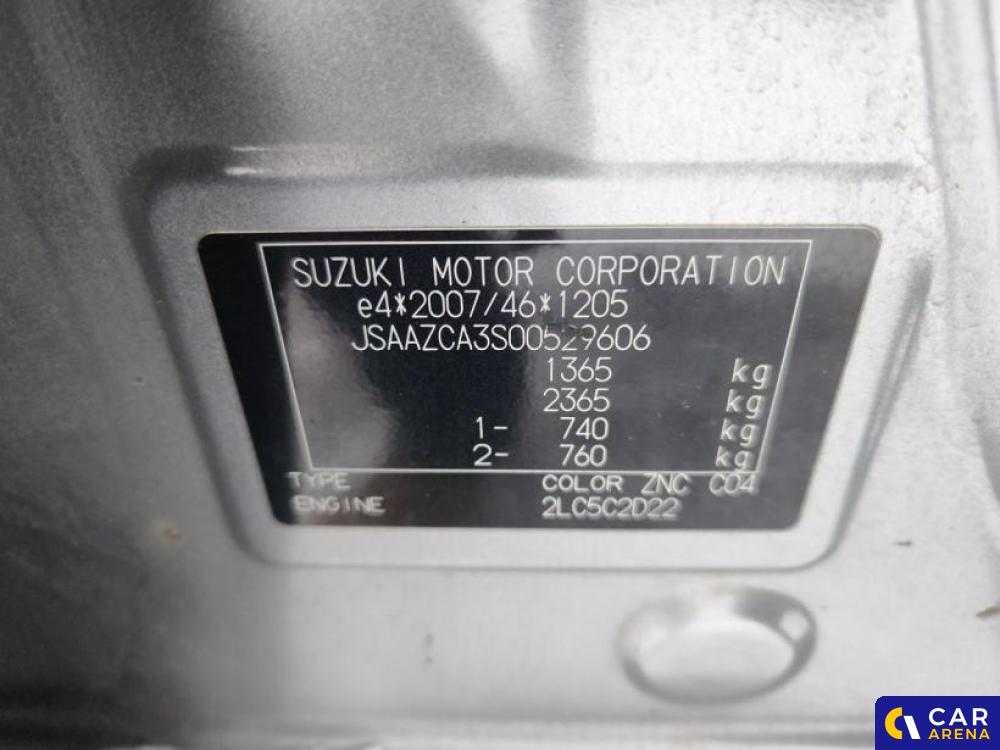 SUZUKI MOTOR CORPORATION
e4*2007/46*1205
JSAAZCA3S00529606
1365 kg
2365 kg
1- 740 kg
2- 760 kg
TYPE COLOR ZNC C04
ENGINE 2LC5C2D22
CAR
ARENA